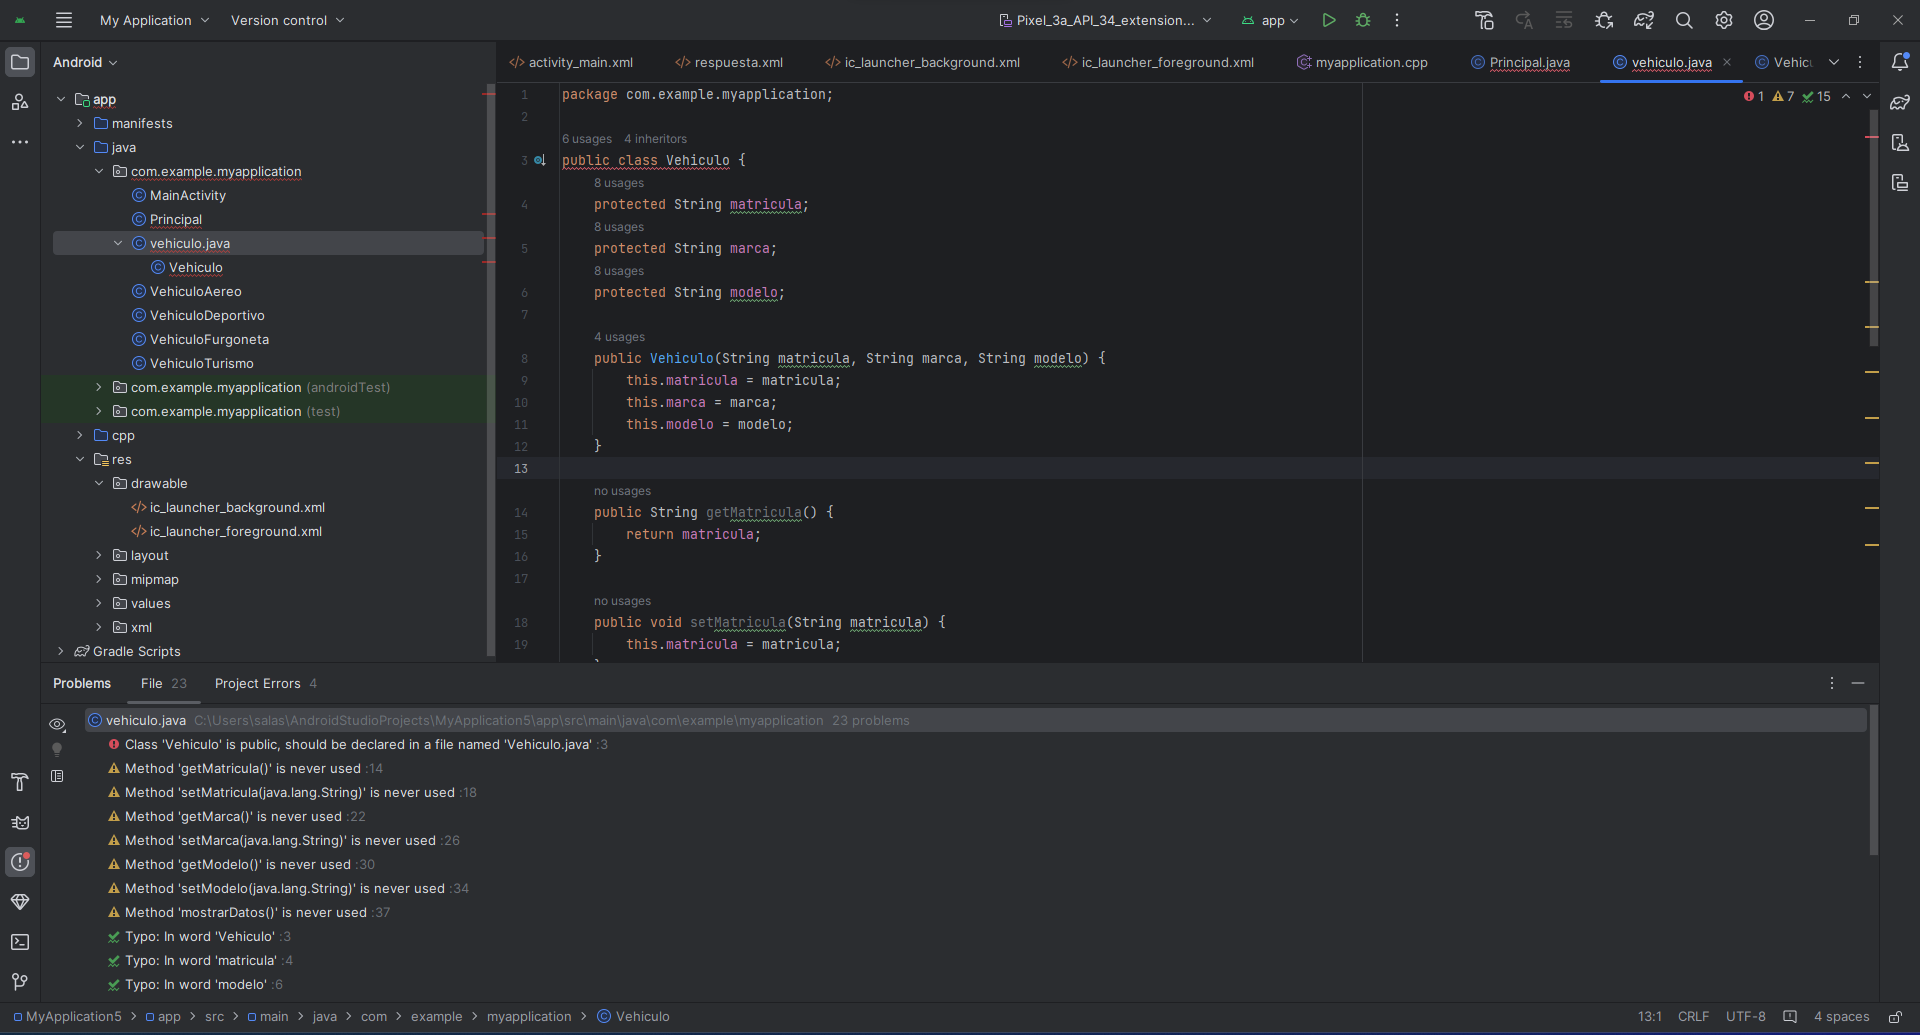 My Application
Version control
Pixel_3a_API_34_extension...
app
Android
activity_main.xml
respuesta.xml
ic_launcher_background.xml
ic_launcher_foreground.xml
myapplication.cpp
Principal.java
vehiculo.java
Vehic
app
manifests
java
com.example.myapplication
MainActivity
Principal
vehiculo.java
Vehiculo
VehiculoAereo
VehiculoDeportivo
VehiculoFurgoneta
VehiculoTurismo
com.example.myapplication (androidTest)
com.example.myapplication (test)
cpp
res
drawable
ic_launcher_background.xml
ic_launcher_foreground.xml
layout
mipmap
values
xml
Gradle Scripts
1 7 15
1 package com.example.myapplication;
2
6 usages 4 inheritors
3 public class Vehiculo {
8 usages
4 protected String matricula;
8 usages
5 protected String marca;
8 usages
6 protected String modelo;
7
4 usages
8 public Vehiculo(String matricula, String marca, String modelo) {
9 this.matricula = matricula;
10 this.marca = marca;
11 this.modelo = modelo;
12 }
13
no usages
14 public String getMatricula() {
15 return matricula;
16 }
17
no usages
18 public void setMatricula(String matricula) {
19 this.matricula = matricula;
Problems
File 23
Project Errors 4
vehiculo.java C:\Users\salas\AndroidStudioProjects\MyApplication5\app\src\main\java\com\example\myapplication 23 problems
Class 'Vehiculo' is public, should be declared in a file named 'Vehiculo.java' :3
Method 'getMatricula()' is never used :14
Method 'setMatricula(java.lang.String)' is never used :18
Method 'getMarca()' is never used :22
Method 'setMarca(java.lang.String)' is never used :26
Method 'getModelo()' is never used :30
Method 'setModelo(java.lang.String)' is never used :34
Method 'mostrarDatos()' is never used :37
Typo: In word 'Vehiculo' :3
Typo: In word 'matricula' :4
Typo: In word 'modelo' :6
MyApplication5 > app > src > main > java > com > example > myapplication > Vehiculo
13:1 CRLF UTF-8 4 spaces